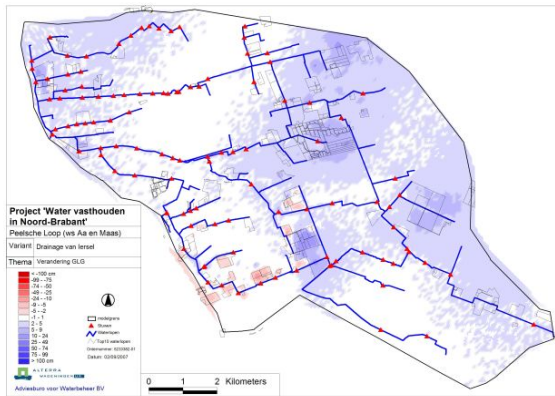 Project 'Water vasthouden
in Noord-Brabant'
Peelsche Loop (ws Aa en Maas)
Variant Drainage van Iersel
Thema Verandering GLG
< -100 cm
-99 - -75
-74 - -50
-49 - -25
-24 - -10
-9 - -5
-5 - -2
-1 - 1
2 - 5
5 - 9
10 - 24
25 - 49
50 - 74
75 - 99
> 100 cm
modelgrens
Stuwen
Waterlopen
Top10 waterlopen
Datum 03/09/2007
ALTERRA
WAGENINGEN
Adviesburo voor Waterbeheer BV
0 1 2 Kilometers